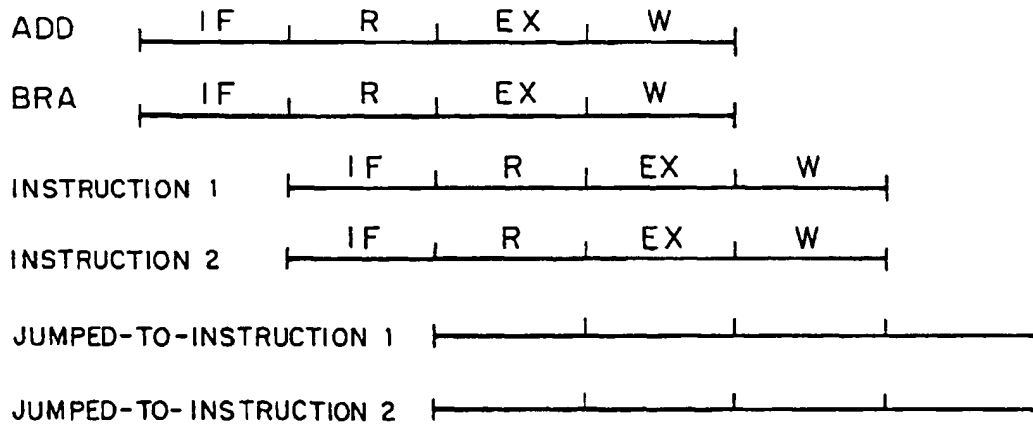 ADD IF R EX W
BRA IF R EX W
INSTRUCTION 1 IF R EX W
INSTRUCTION 2 IF R EX W
JUMPED-TO-INSTRUCTION 1
JUMPED-TO-INSTRUCTION 2